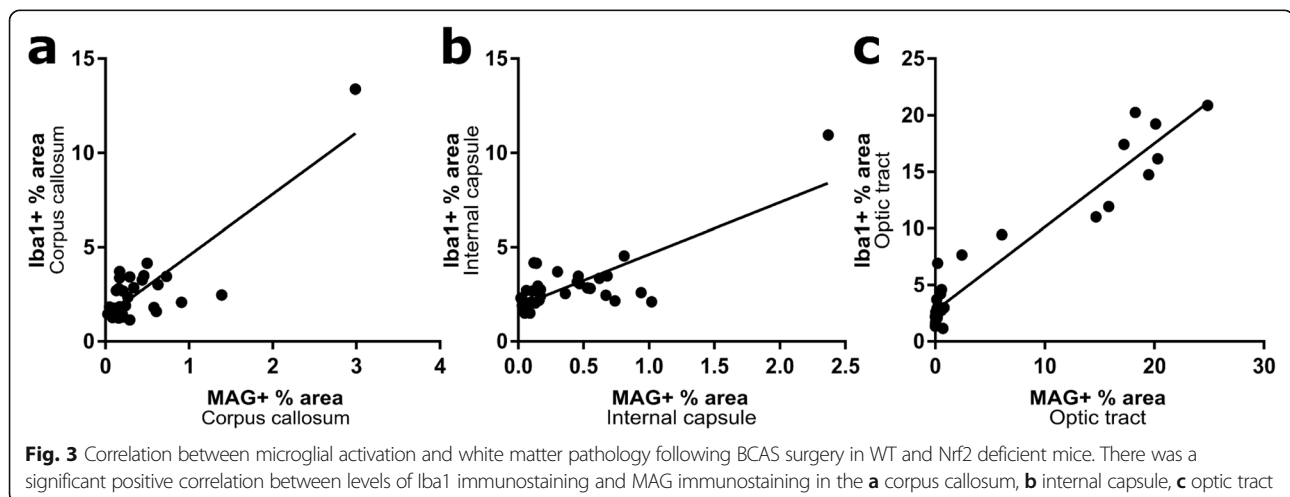 a
15
10
5
0
Iba1+ % area
Corpus callosum
0
1
2
3
4
MAG+ % area
Corpus callosum
b
15
10
5
0
Iba1+ % area
Internal capsule
0.0
0.5
1.0
1.5
2.0
2.5
MAG+ % area
Internal capsule
c
25
20
15
10
5
0
Iba1+ % area
Optic tract
0
10
20
30
MAG+ % area
Optic tract
Fig. 3 Correlation between microglial activation and white matter pathology following BCAS surgery in WT and Nrf2 deficient mice. There was a
significant positive correlation between levels of Iba1 immunostaining and MAG immunostaining in the a corpus callosum, b internal capsule, c optic tract